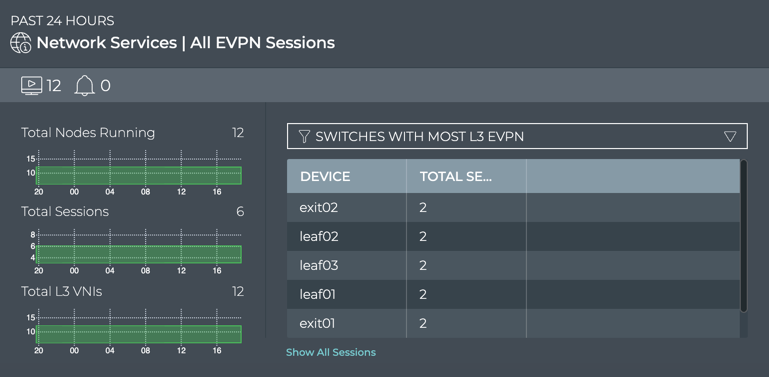 PAST 24 HOURS
Network Services | All EVPN Sessions
12 0
Total Nodes Running 12
15
10
20 00 04 08 12 16
Total Sessions 6
8
6
4
20 00 04 08 12 16
Total L3 VNIs 12
15
10
20 00 04 08 12 16
SWITCHES WITH MOST L3 EVPN
DEVICE TOTAL SE...
exit02 2
leaf02 2
leaf03 2
leaf01 2
exit01 2
Show All Sessions